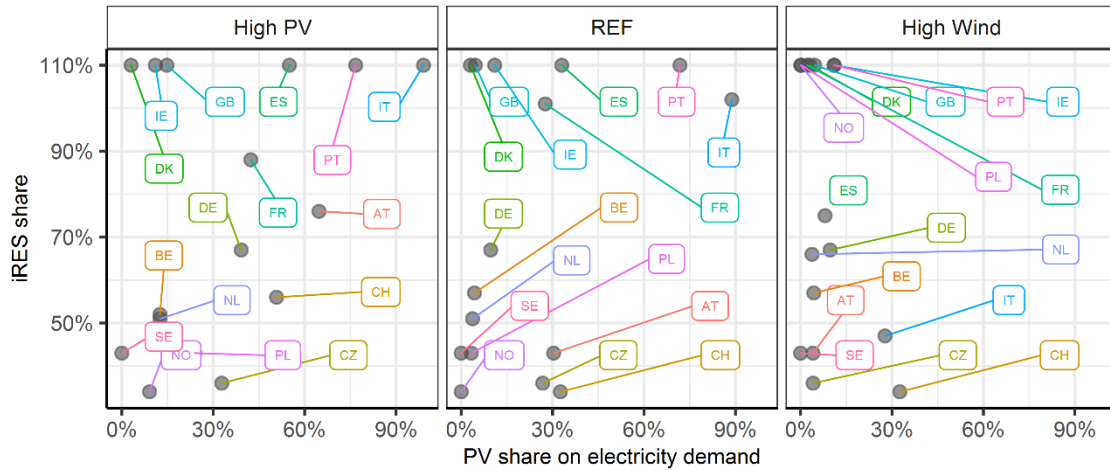 High PV REF High Wind
iRES share
110%
90%
70%
50%
GB ES IT IE PT DK FR DE AT BE NL CH SE NO PL CZ
GB ES PT IE IT DK FR DE BE NL PL SE AT NO CZ CH
DK GB PT IE NO PL FR ES DE NL BE AT IT SE CZ CH
0% 30% 60% 90% 0% 30% 60% 90% 0% 30% 60% 90%
PV share on electricity demand